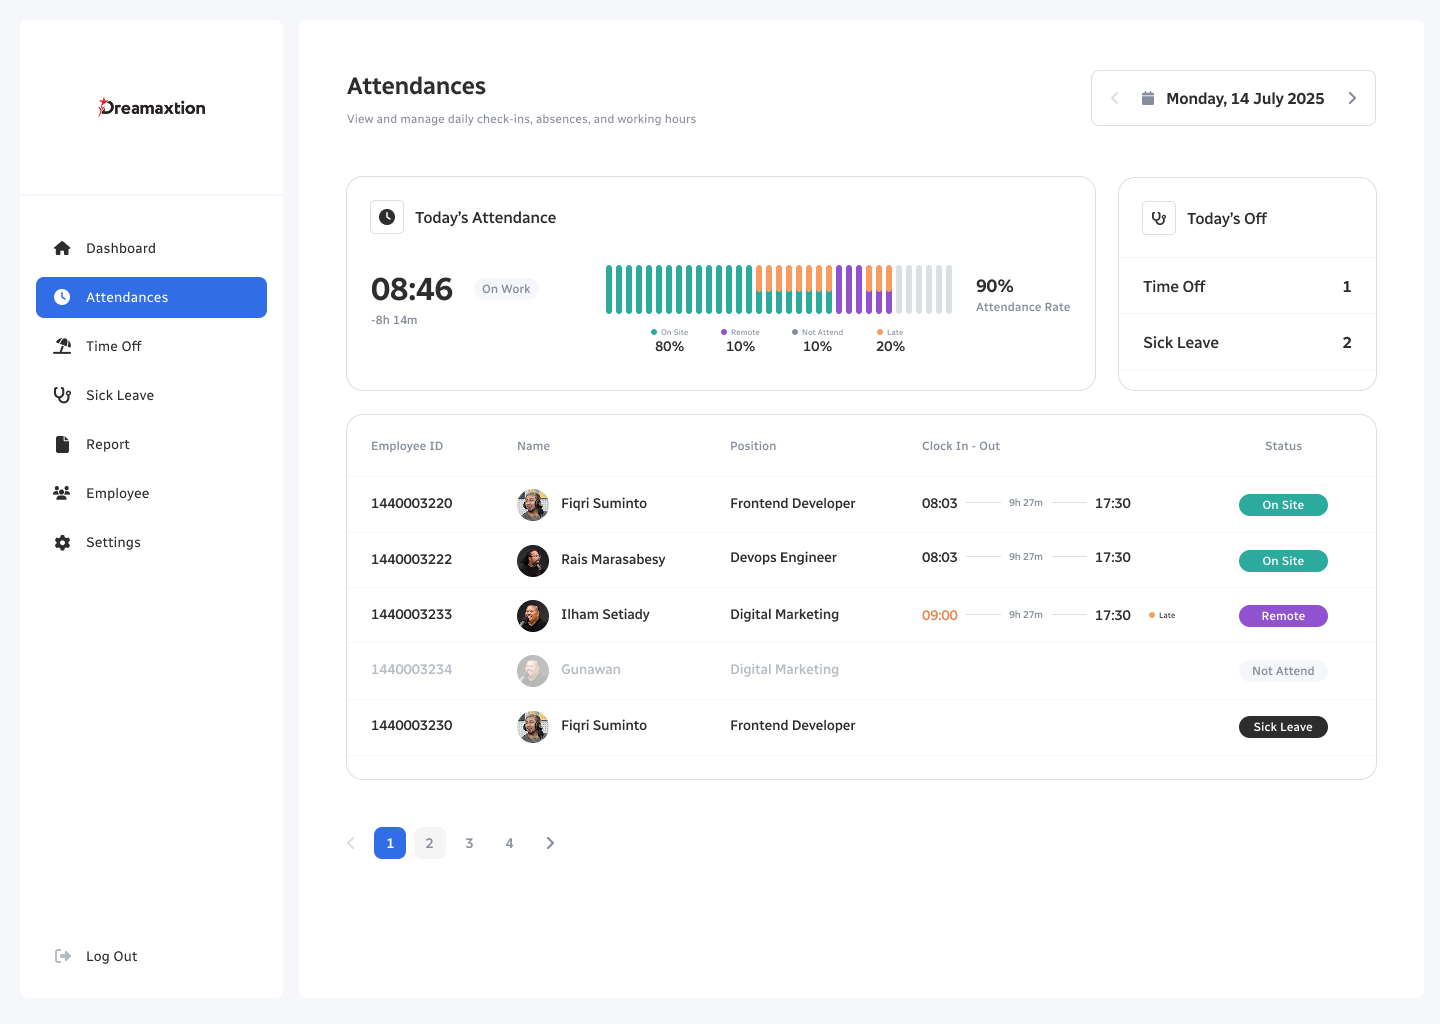 Dreamaxtion
Dashboard
Attendances
Time Off
Sick Leave
Report
Employee
Settings
Log Out
Attendances
View and manage daily check-ins, absences, and working hours
Monday, 14 July 2025
Today’s Attendance
08:46 On Work
-8h 14m
On Site Remote Not Attend Late
80% 10% 10% 20%
90%
Attendance Rate
Today’s Off
Time Off 1
Sick Leave 2
Employee ID Name Position Clock In - Out Status
1440003220 Fiqri Suminto Frontend Developer 08:03 9h 27m 17:30 On Site
1440003222 Rais Marasabesy Devops Engineer 08:03 9h 27m 17:30 On Site
1440003233 Ilham Setiady Digital Marketing 09:00 9h 27m 17:30 Late Remote
1440003234 Gunawan Digital Marketing Not Attend
1440003230 Fiqri Suminto Frontend Developer Sick Leave
1 2 3 4